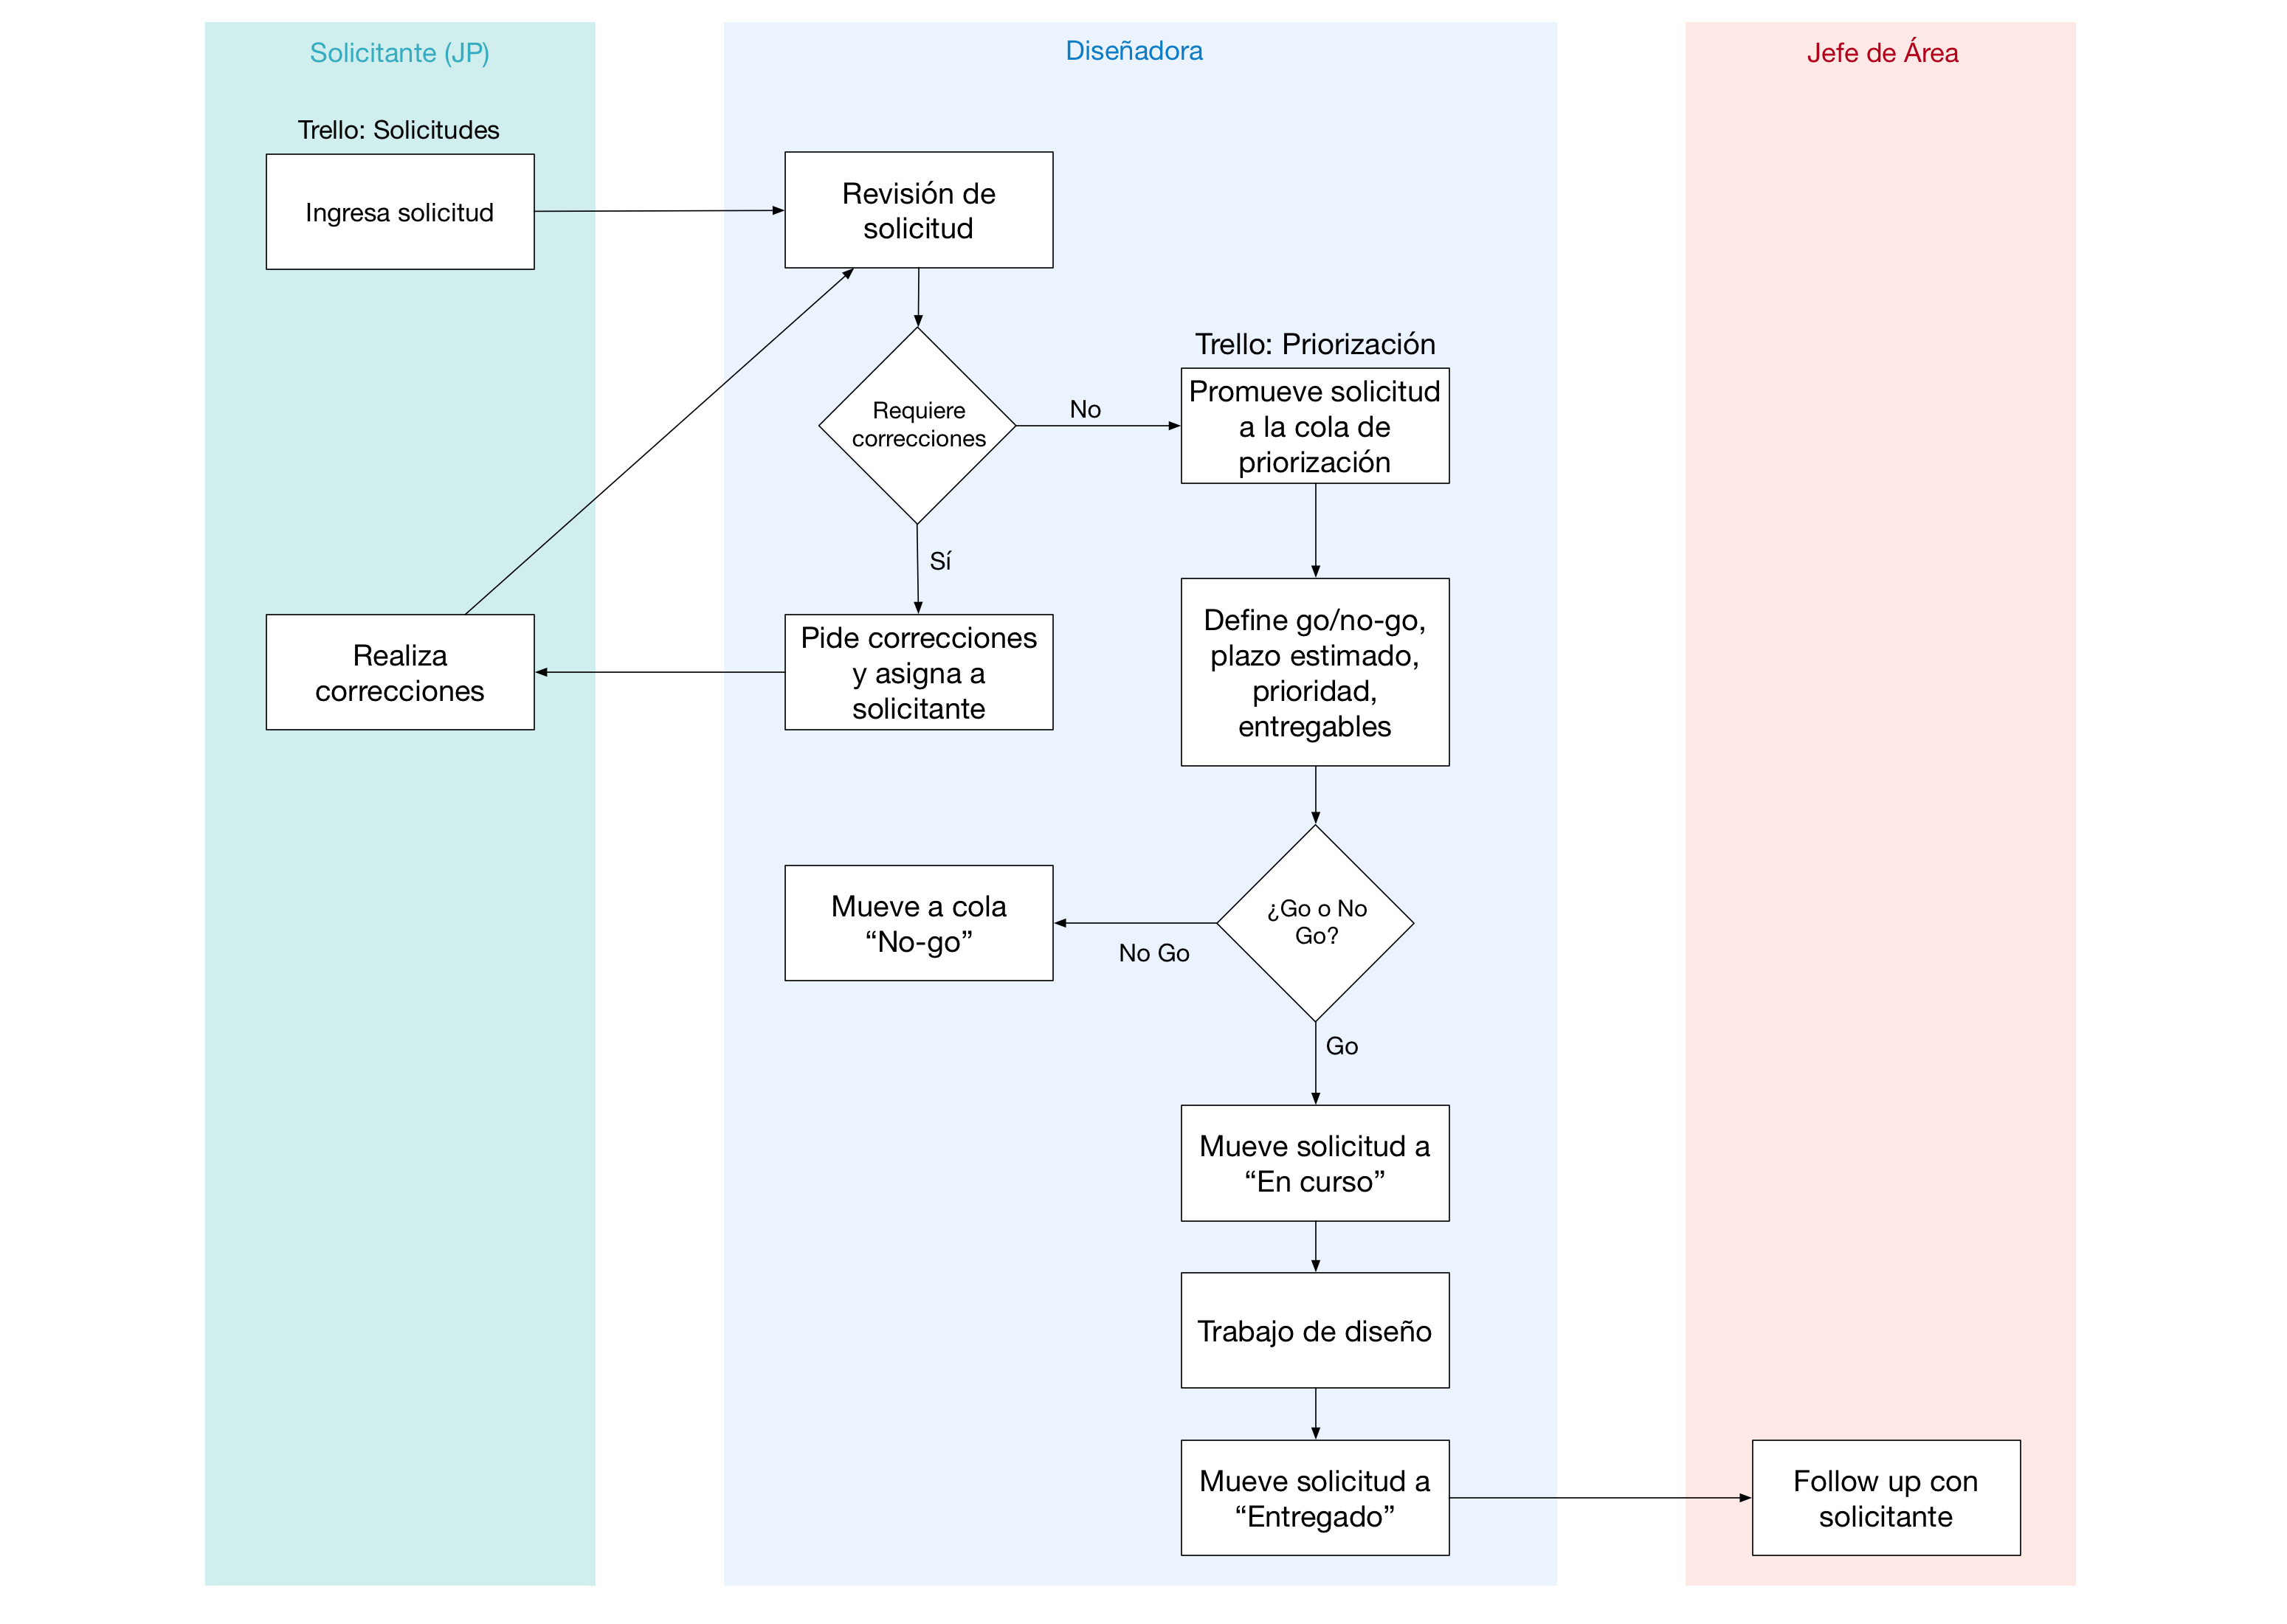 Solicitante (JP)
Diseñadora
Jefe de Área
Trello: Solicitudes
Ingresa solicitud
Revisión de
solicitud
Requiere
correcciones
No
Sí
Trello: Priorización
Promueve solicitud
a la cola de
priorización
Realiza
correcciones
Pide correcciones
y asigna a
solicitante
Define go/no-go,
plazo estimado,
prioridad,
entregables
¿Go o No
Go?
No Go
Mueve a cola
“No-go”
Go
Mueve solicitud a
“En curso”
Trabajo de diseño
Mueve solicitud a
“Entregado”
Follow up con
solicitante